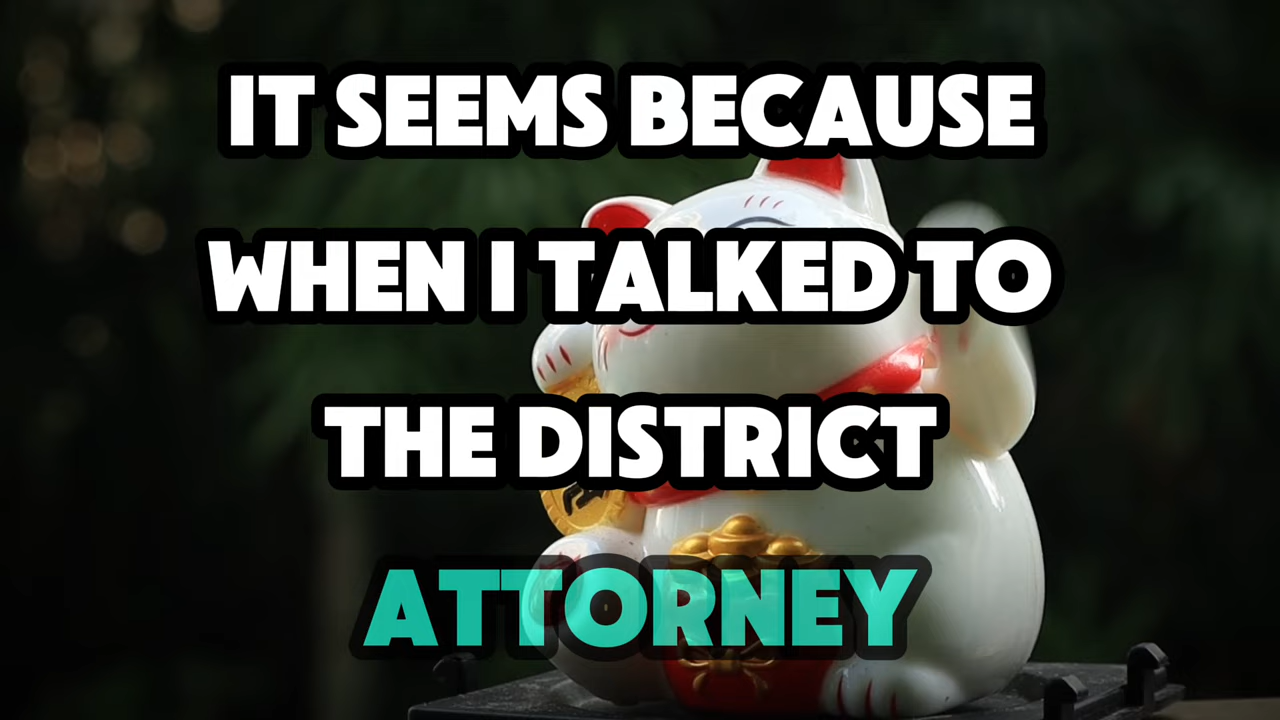 IT SEEMS BECAUSE
WHEN I TALKED TO
THE DISTRICT
ATTORNEY